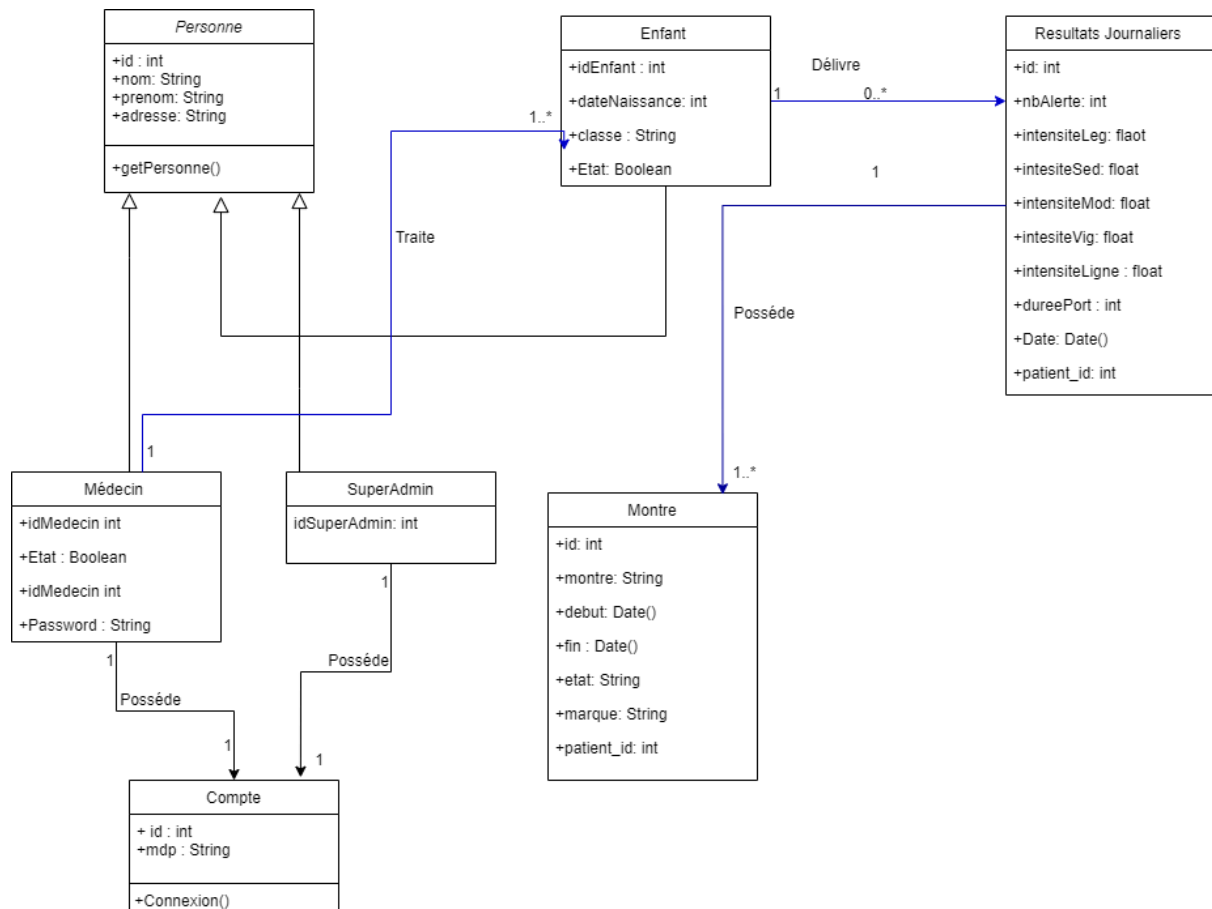 Personne
+id : int
+nom: String
+prenom: String
+adresse: String
+getPersonne()
Enfant
+idEnfant : int
+dateNaissance: int
+classe : String
+Etat: Boolean
Délivre
1
0..*
Resultats Journaliers
+id: int
+nbAlerte: int
+intensiteLeg: flaot
+intesiteSed: float
+intensiteMod: float
+intesiteVig: float
+intensiteLigne : float
+dureePort : int
+Date: Date()
+patient_id: int
1..*
Traite
1
1
Posséde
1..*
Médecin
+idMedecin int
+Etat : Boolean
+idMedecin int
+Password : String
SuperAdmin
idSuperAdmin: int
Montre
+id: int
+montre: String
+debut: Date()
+fin : Date()
+etat: String
+marque: String
+patient_id: int
1
Posséde
1
1
Posséde
1
Compte
+ id : int
+mdp : String
+Connexion()